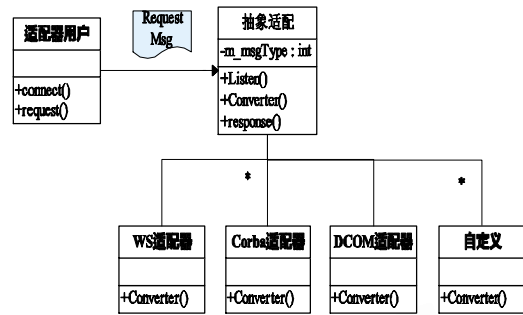 Request
Msg
适配器用户
+connect()
+request()
抽象适配
-m_msgType : int
+Listen()
+Converter()
+response()
*
*
WS适配器
+Converter()
Corba适配器
+Converter()
DCOM适配器
+Converter()
自定义
+Converter()